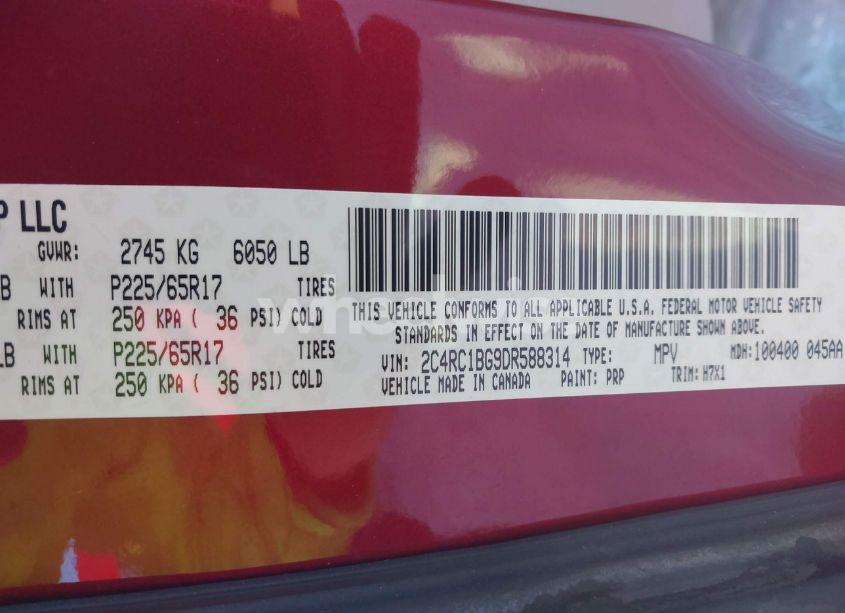 P LLC
GVWR: 2745 KG 6050 LB
B WITH P225/65R17 TIRES
RIMS AT 250 KPA ( 36 PSI) COLD
LB WITH P225/65R17 TIRES
RIMS AT 250 KPA ( 36 PSI) COLD
THIS VEHICLE CONFORMS TO ALL APPLICABLE U.S.A. FEDERAL MOTOR VEHICLE SAFETY
STANDARDS IN EFFECT ON THE DATE OF MANUFACTURE SHOWN ABOVE.
VIN: 2C4RC1BG9DR588314 TYPE: MPV MDH: 100400 045AA
VEHICLE MADE IN CANADA PAINT: PRP TRIM: H7X1